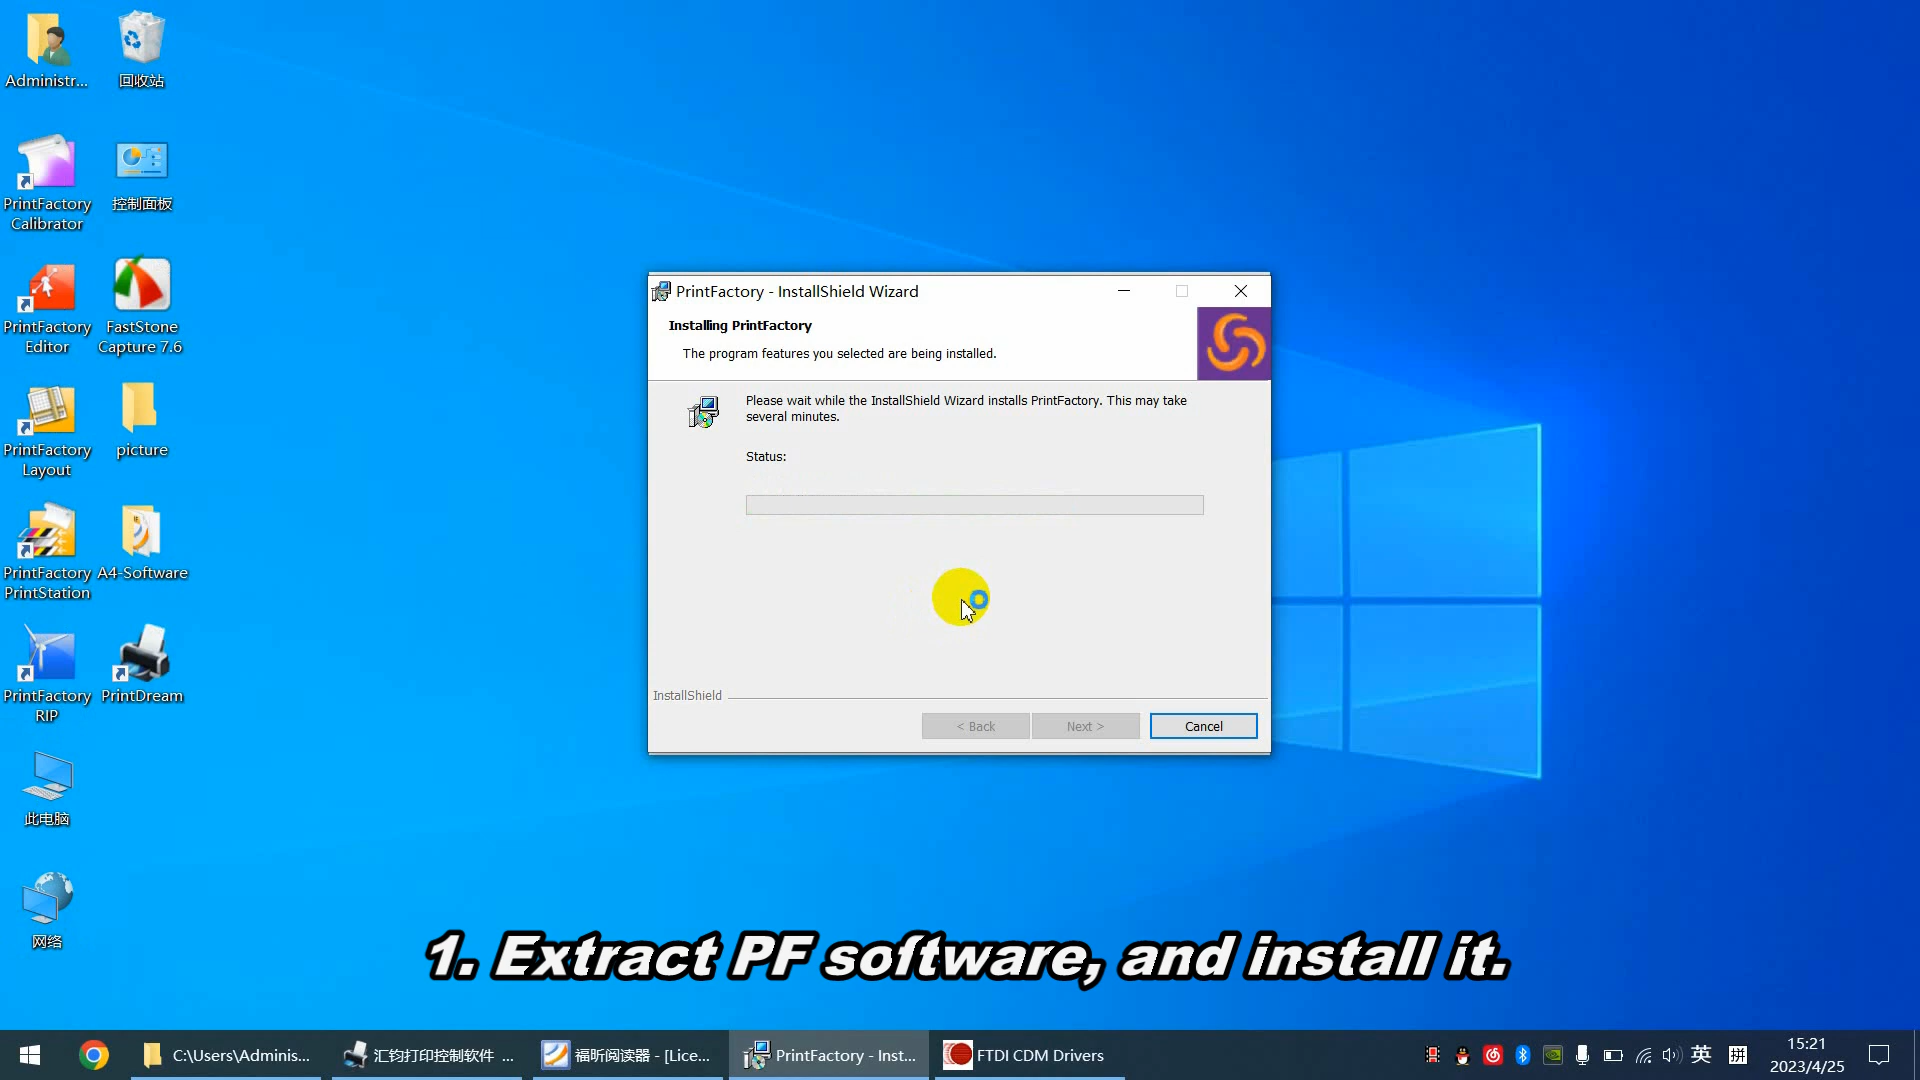 Administr...
回收站
PrintFactory
Calibrator
控制面板
PrintFactory
Editor
FastStone
Capture 7.6
PrintFactory
Layout
picture
PrintFactory
PrintStation
A4-Software
PrintFactory
RIP
PrintDream
此电脑
网络
PrintFactory - InstallShield Wizard
Installing PrintFactory
The program features you selected are being installed.
Please wait while the InstallShield Wizard installs PrintFactory. This may take
several minutes.
Status:
InstallShield
< Back
Next >
Cancel
1. Extract PF software, and install it.
C:\Users\Adminis...
汇钧打印控制软件 ...
福昕阅读器 - [Lice...
PrintFactory - Inst...
FTDI CDM Drivers
英
拼
15:21
2023/4/25